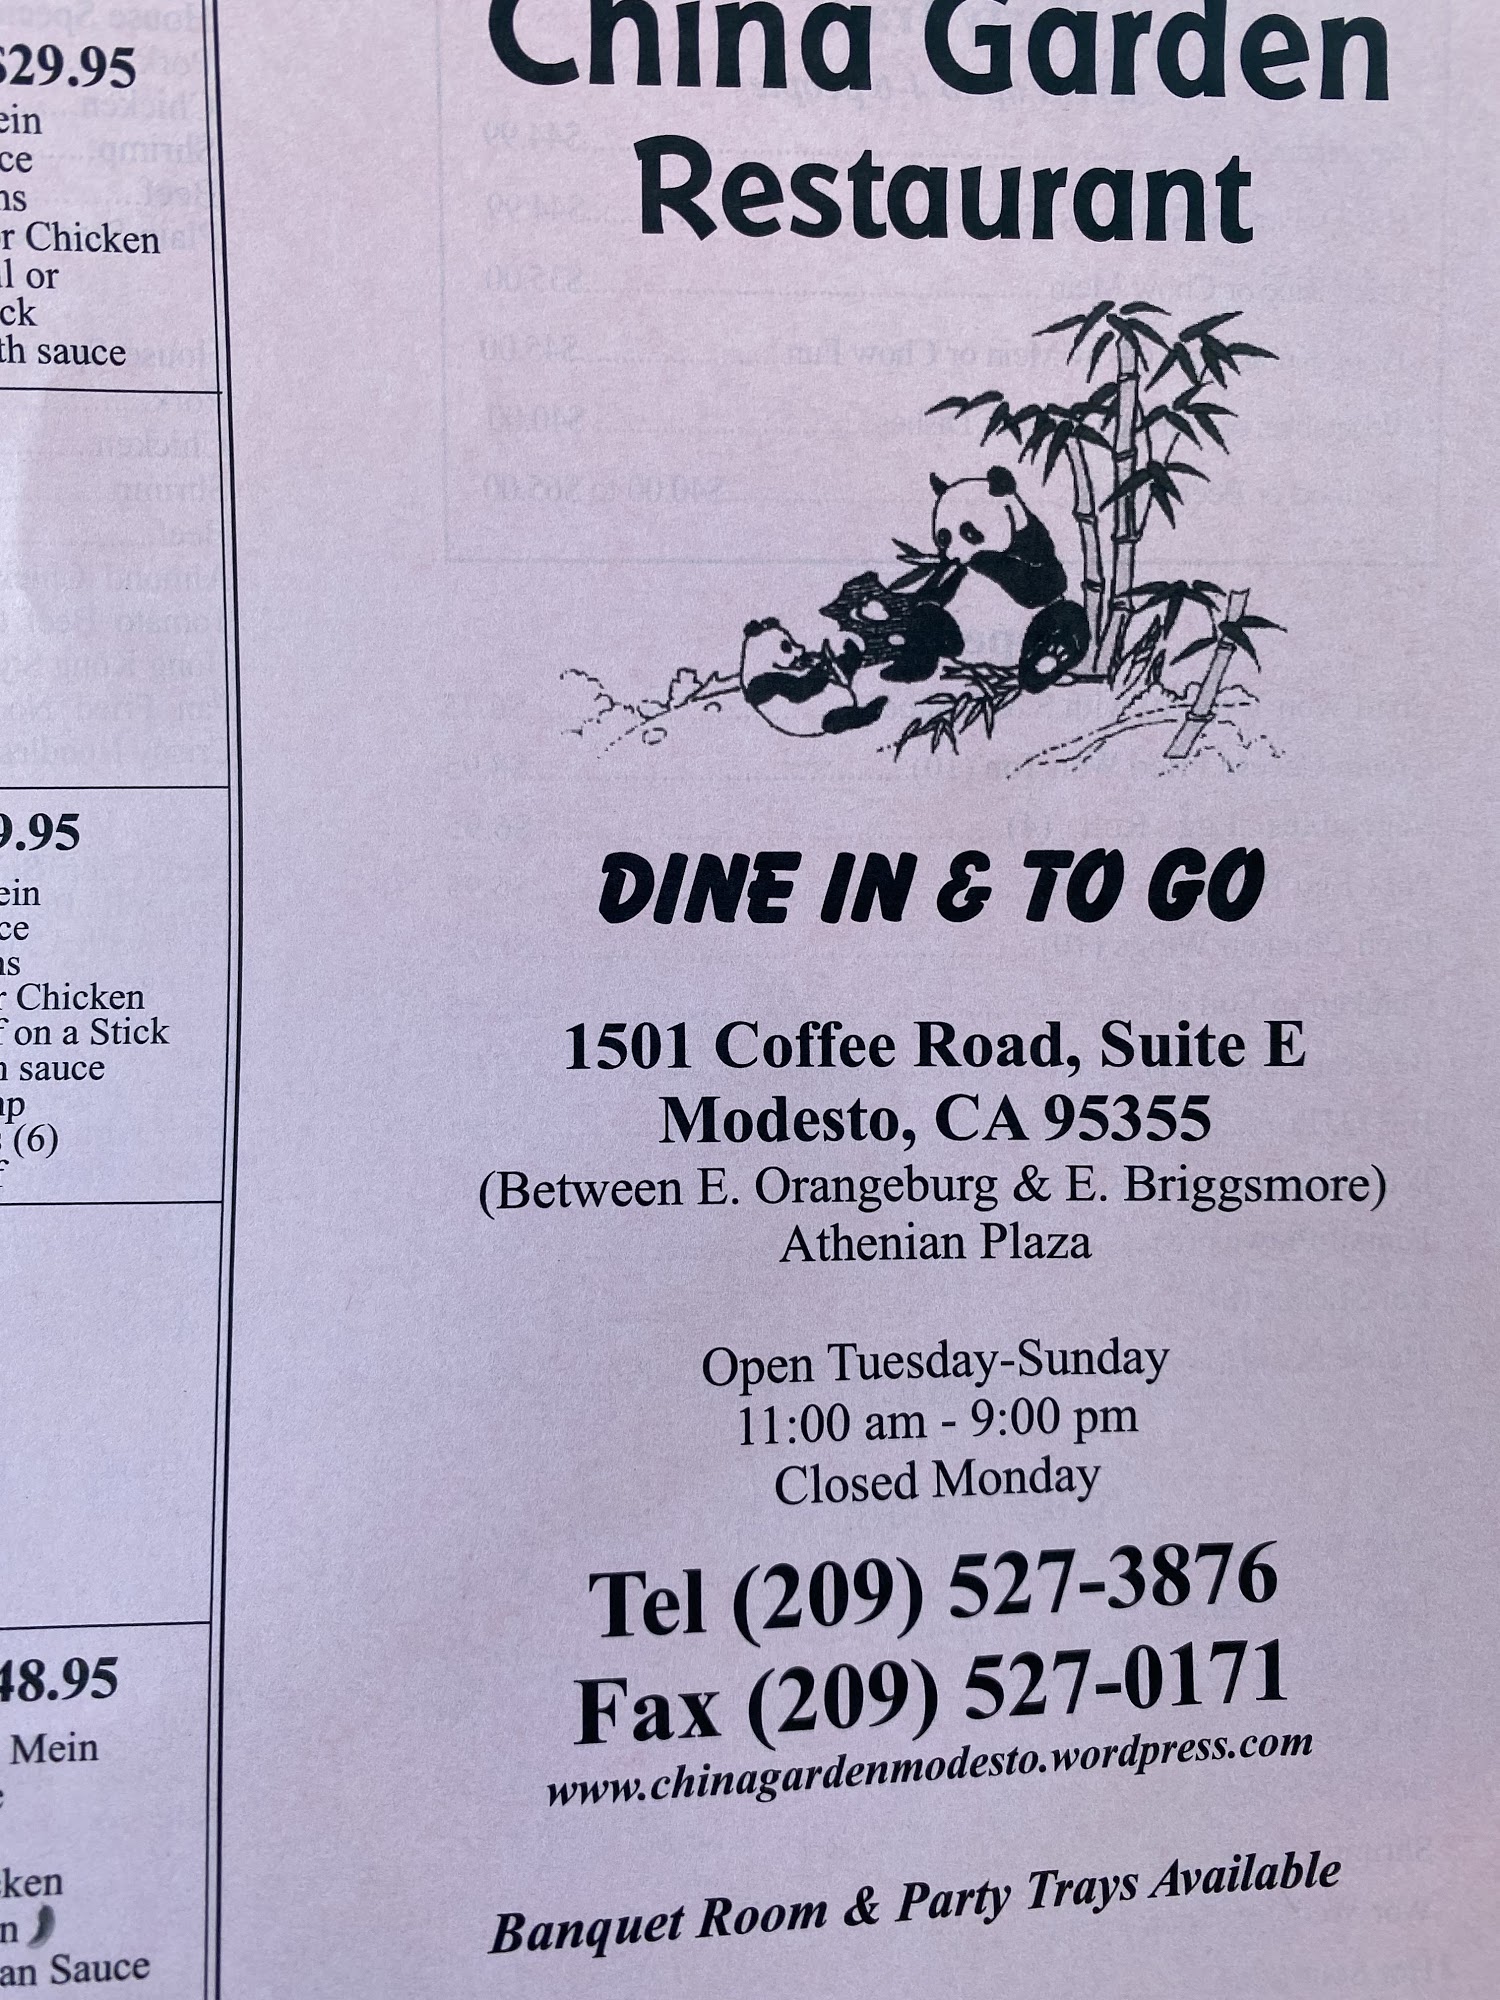 $29.95
ein
ce
ns
r Chicken
l or
ck
th sauce
9.95
ein
ce
ns
r Chicken
f on a Stick
n sauce
np
s (6)
f
48.95
Mein
e
cken
n
an Sauce
China Garden
Restaurant
DINE IN & TO GO
1501 Coffee Road, Suite E
Modesto, CA 95355
(Between E. Orangeburg & E. Briggsmore)
Athenian Plaza
Open Tuesday-Sunday
11:00 am - 9:00 pm
Closed Monday
Tel (209) 527-3876
Fax (209) 527-0171
www.chinagardenmodesto.wordpress.com
Banquet Room & Party Trays Available